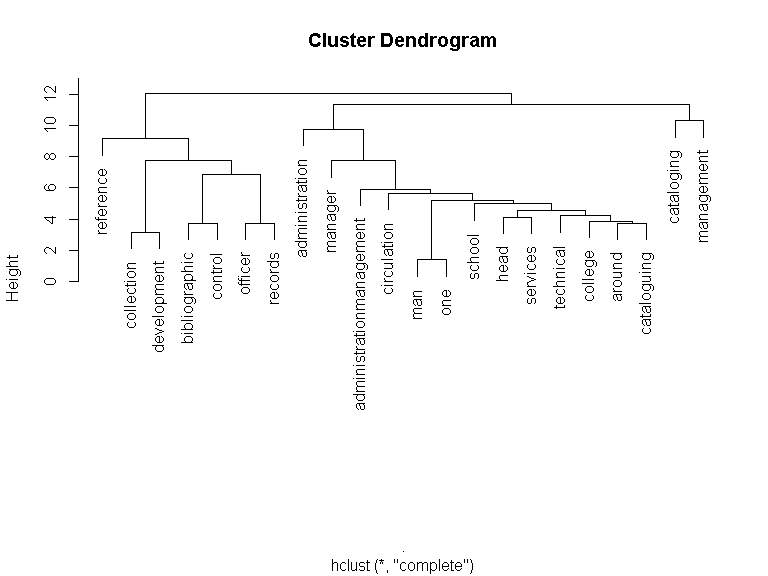 Cluster Dendrogram
Height
0 2 4 6 8 10 12
reference
collection
development
bibliographic
control
officer
records
administration
manager
administrationmanagement
circulation
man
one
school
head
services
technical
college
around
cataloguing
cataloging
management
.
hclust (*, "complete")